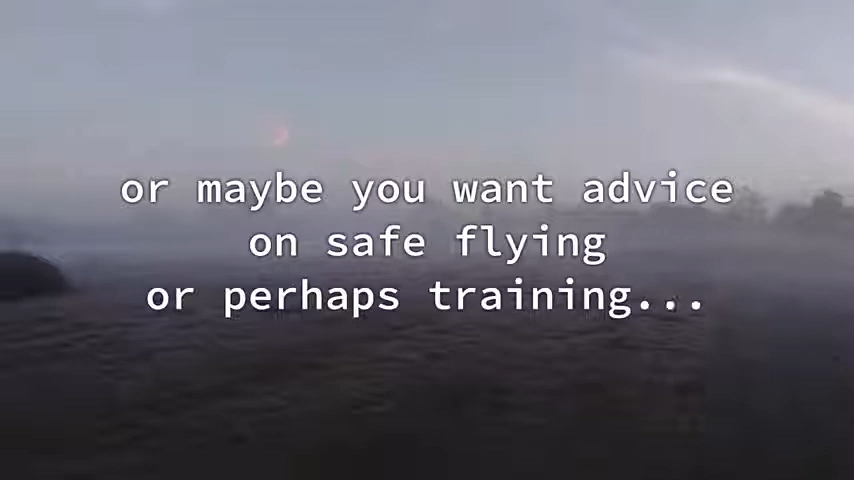 or maybe you want advice
on safe flying
or perhaps training...